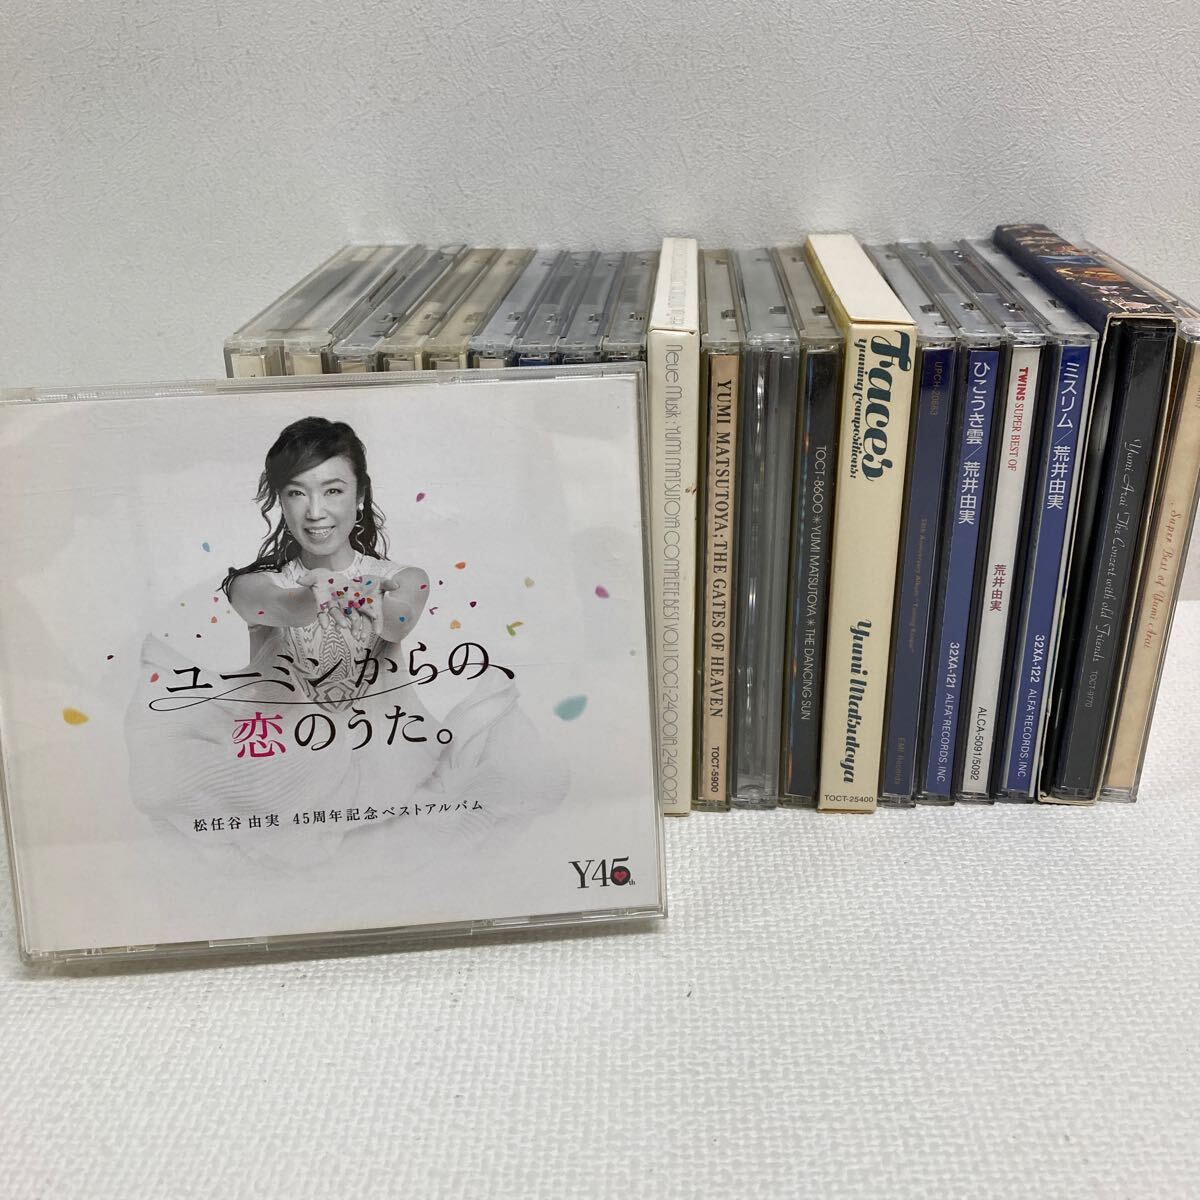 ユーミンからの、
恋のうた。
松任谷 由実 45周年記念ベストアルバム
Y45th
Neue Musik: YUMI MATSUTOYA COMPLETE BEST VOL.1 TOCT-24001・24002
YUMI MATSUTOYA; THE GATES OF HEAVEN
TOCT-5900
TOCT-8600＊YUMI MATSUTOYA＊THE DANCING SUN
Faces
yuming compositions:
Yumi Matsutoya
TOCT-25400
UPCH-20663
EMI Records
ひこうき雲／荒井由実
32XA-121 ALFA RECORDS, INC.
TWINS SUPER BEST OF
荒井由実
ALCA-5091/5092
ミスリム／荒井由実
32XA-122 ALFA RECORDS, INC.
Yumi Arai The Concert with old Friends
TOCT-9770
Super Best of Yumi Arai